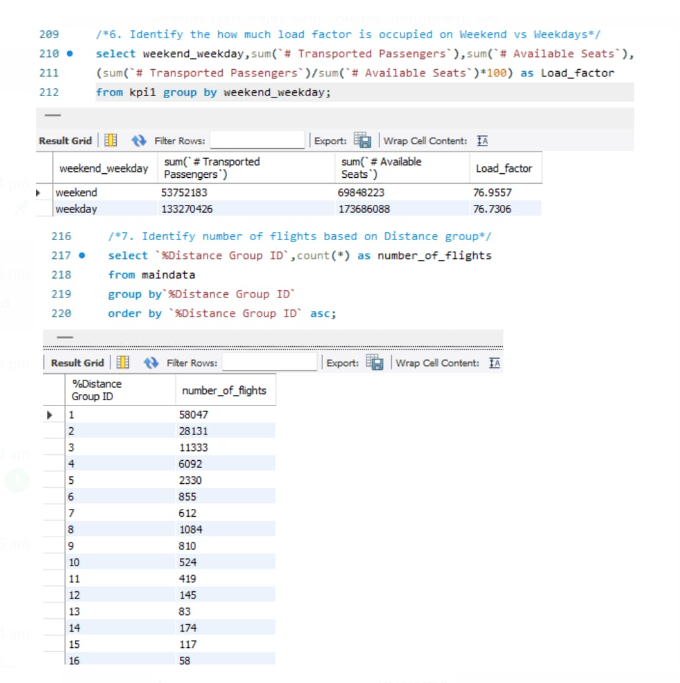 209 /*6. Identify the how much load factor is occupied on Weekend vs Weekdays*/
210 select weekend_weekday,sum(`# Transported Passengers`),sum(`# Available Seats`),
211 (sum(`# Transported Passengers`)/sum(`# Available Seats`)*100) as Load_factor
212 from kpi1 group by weekend_weekday;
Result Grid Filter Rows: Export: Wrap Cell Content: IA
weekend_weekday sum(`# Transported Passengers`) sum(`# Available Seats`) Load_factor
weekend 53752183 69848223 76.9557
weekday 133270426 173686088 76.7306
216 /*7. Identify number of flights based on Distance group*/
217 select `%Distance Group ID`,count(*) as number_of_flights
218 from maindata
219 group by`%Distance Group ID`
220 order by `%Distance Group ID` asc;
Result Grid Filter Rows: Export: Wrap Cell Content: IA
%Distance Group ID number_of_flights
1 58047
2 28131
3 11333
4 6092
5 2330
6 855
7 612
8 1084
9 810
10 524
11 419
12 145
13 83
14 174
15 117
16 58